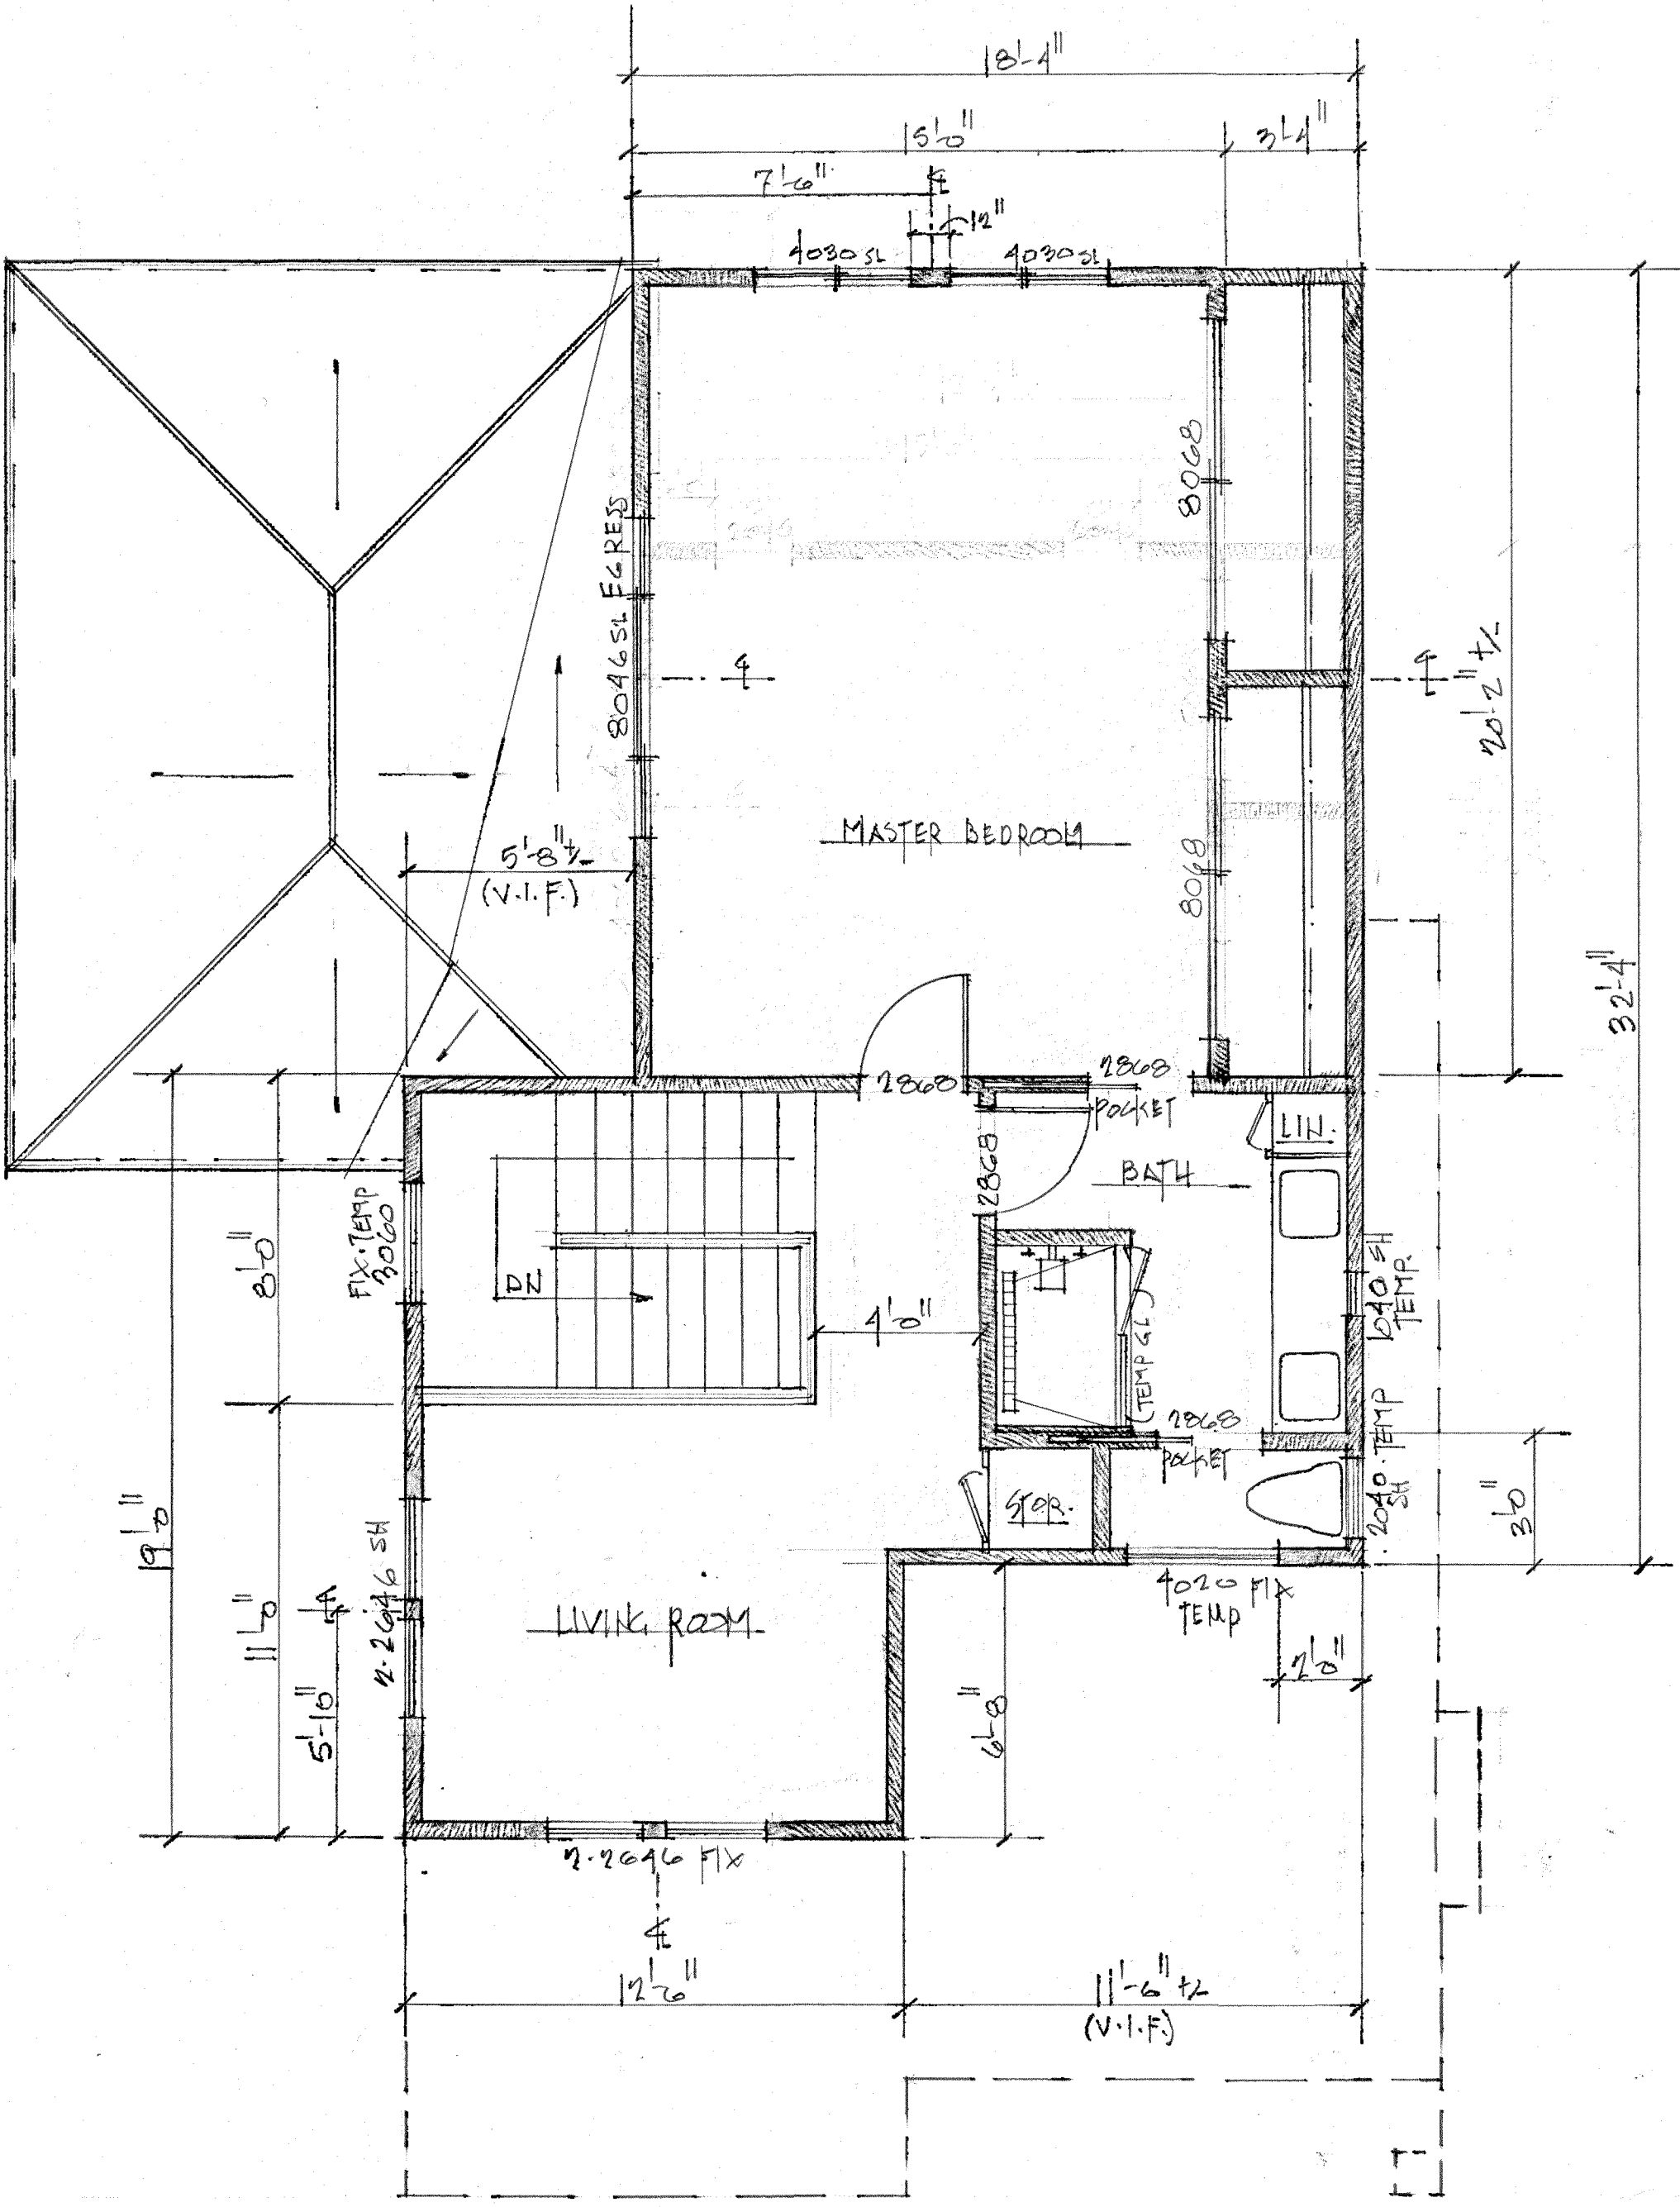 18'-4"
15'-0"
3'-4"
7'-6"
12"
4030 SL
4030 SL
8068
8046 SL EGRESS
20'-2" +/-
32'-4"
MASTER BEDROOM
5'-8" +/-
(V.I.F.)
8068
2868
2868
POCKET
LIN.
2868
BATH
FIX. TEMP
3060
8'-0"
DN
4'-0"
(TEMP GL)
1040 SH
TEMP.
2868
POCKET
2040. TEMP
SH
3'-0"
STOR.
19'-0"
11'-0"
2-2646 SH
4020 FIX
TEMP
LIVING ROOM
2'-0"
5'-10"
6'-8"
2-2646 FIX
12'-6"
11'-6" +/-
(V.I.F.)